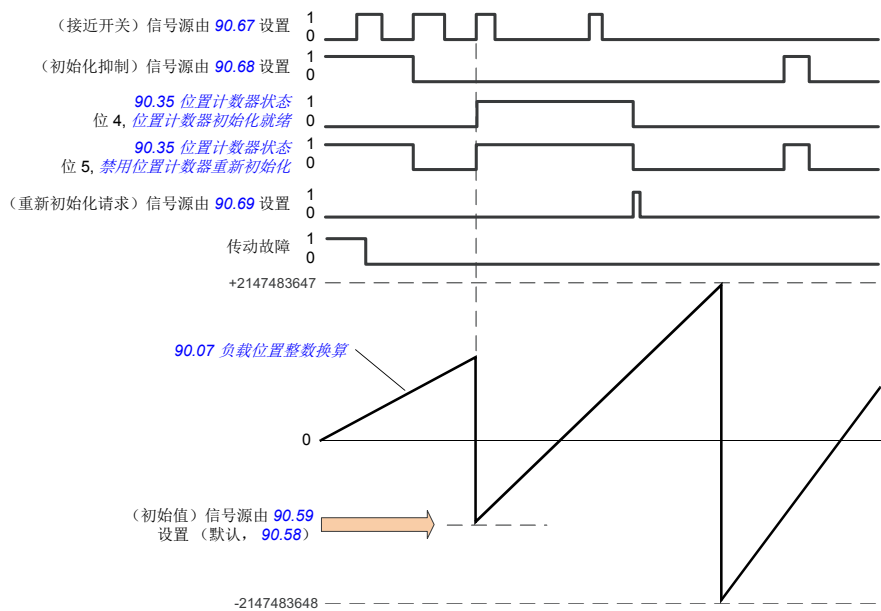 （接近开关）信号源由 90.67 设置
1
0
（初始化抑制）信号源由 90.68 设置
1
0
90.35 位置计数器状态
位 4, 位置计数器初始化就绪
1
0
90.35 位置计数器状态
位 5, 禁用位置计数器重新初始化
1
0
（重新初始化请求）信号源由 90.69 设置
1
0
传动故障
1
0
+2147483647
90.07 负载位置整数换算
0
（初始值）信号源由 90.59
设置 （默认， 90.58）
-2147483648